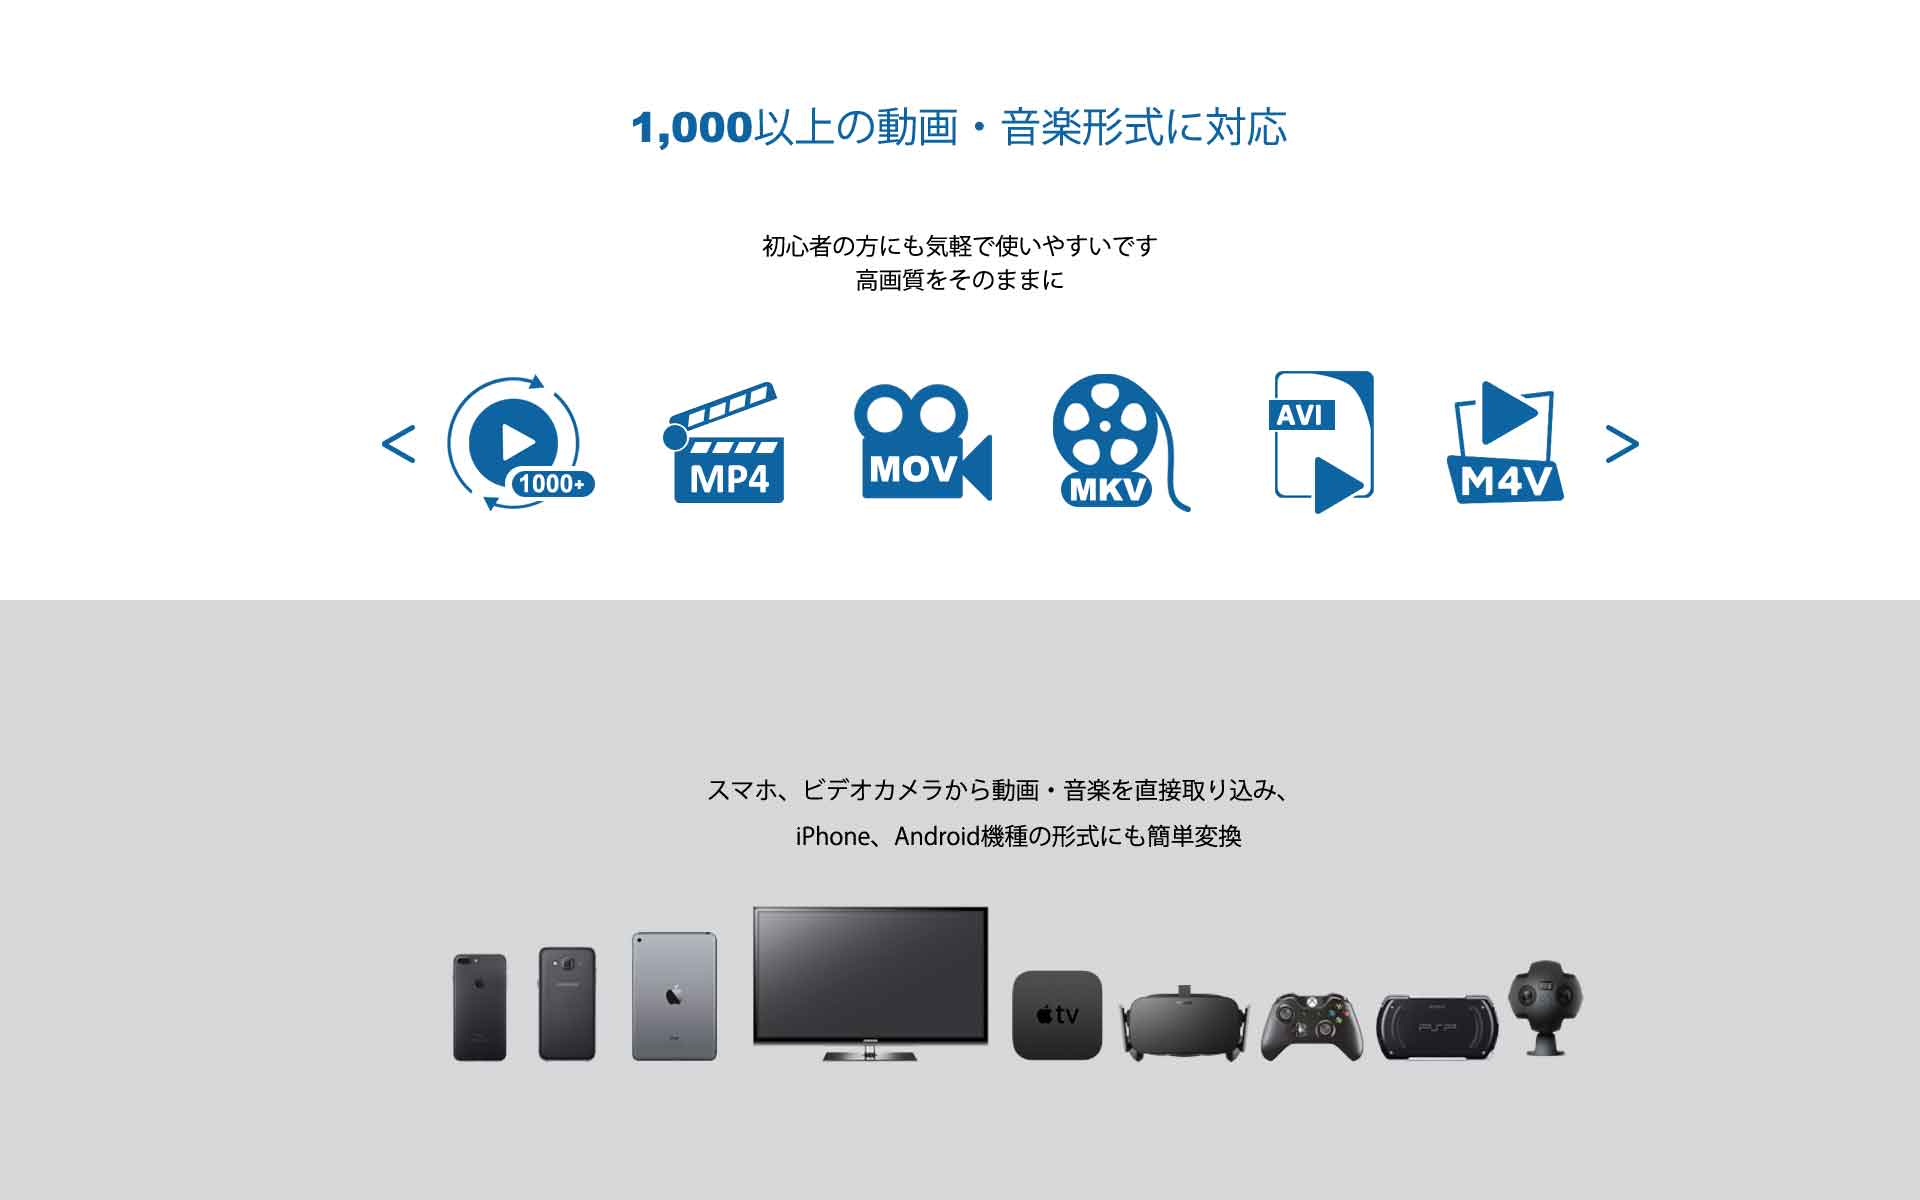 1,000以上の動画・音楽形式に対応
初心者の方にも気軽で使いやすいです
高画質をそのままに
< 1000+ MP4 MOV MKV AVI M4V >
スマホ、ビデオカメラから動画・音楽を直接取り込み、
iPhone、Android機種の形式にも簡単変換
tv
PSP